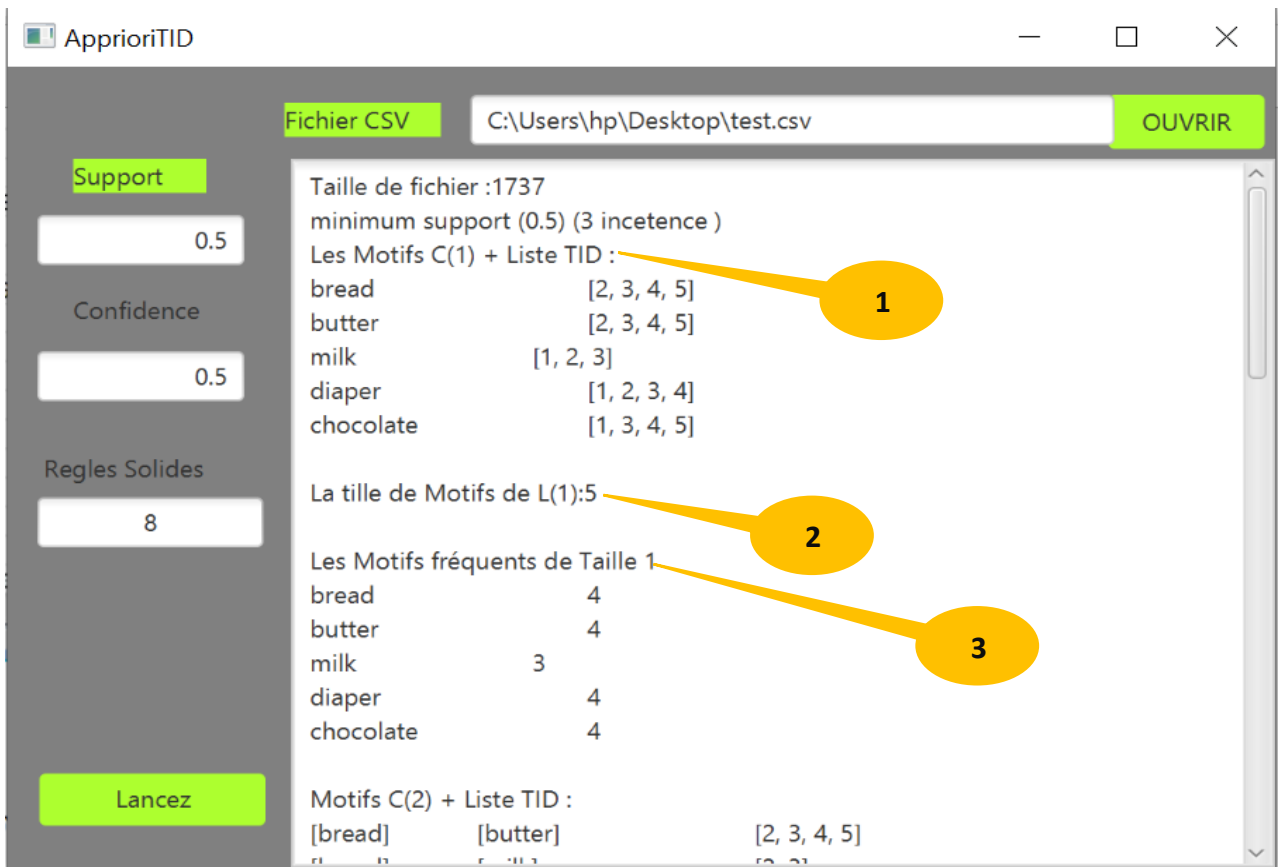 ApprioriTID
Fichier CSV C:\Users\hp\Desktop\test.csv OUVRIR
Support
0.5
Confidence
0.5
Regles Solides
8
Lancez
Taille de fichier :1737
minimum support (0.5) (3 incetence )
Les Motifs C(1) + Liste TID :
bread [2, 3, 4, 5]
butter [2, 3, 4, 5]
milk [1, 2, 3]
diaper [1, 2, 3, 4]
chocolate [1, 3, 4, 5]
La tille de Motifs de L(1):5
Les Motifs fréquents de Taille 1
bread 4
butter 4
milk 3
diaper 4
chocolate 4
Motifs C(2) + Liste TID :
[bread] [butter] [2, 3, 4, 5]
1
2
3